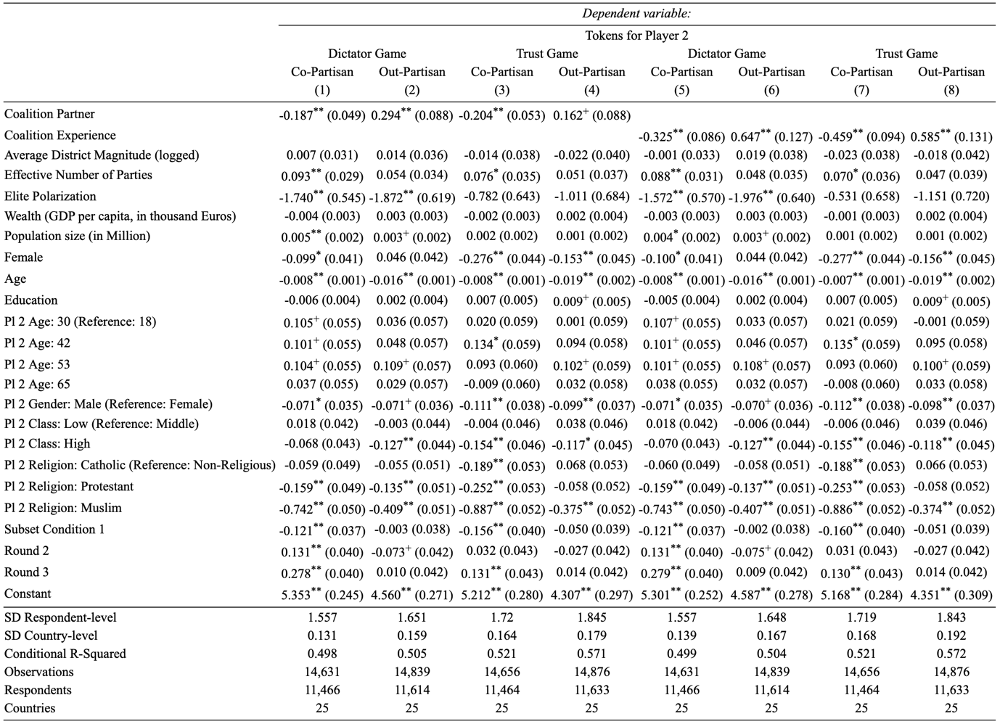 Dependent variable:
Tokens for Player 2
Dictator Game Trust Game Dictator Game Trust Game
Co-Partisan Out-Partisan Co-Partisan Out-Partisan Co-Partisan Out-Partisan Co-Partisan Out-Partisan
(1) (2) (3) (4) (5) (6) (7) (8)
Coalition Partner -0.187** (0.049) 0.294** (0.088) -0.204** (0.053) 0.162+ (0.088)
Coalition Experience -0.325** (0.086) 0.647** (0.127) -0.459** (0.094) 0.585** (0.131)
Average District Magnitude (logged) 0.007 (0.031) 0.014 (0.036) -0.014 (0.038) -0.022 (0.040) -0.001 (0.033) 0.019 (0.038) -0.023 (0.038) -0.018 (0.042)
Effective Number of Parties 0.093** (0.029) 0.054 (0.034) 0.076* (0.035) 0.051 (0.037) 0.088** (0.031) 0.048 (0.035) 0.070* (0.036) 0.047 (0.039)
Elite Polarization -1.740** (0.545) -1.872** (0.619) -0.782 (0.643) -1.011 (0.684) -1.572** (0.570) -1.976** (0.640) -0.531 (0.658) -1.151 (0.720)
Wealth (GDP per capita, in thousand Euros) -0.004 (0.003) 0.003 (0.003) -0.002 (0.003) 0.002 (0.004) -0.003 (0.003) 0.003 (0.003) -0.001 (0.003) 0.002 (0.004)
Population size (in Million) 0.005** (0.002) 0.003+ (0.002) 0.002 (0.002) 0.001 (0.002) 0.004* (0.002) 0.003+ (0.002) 0.001 (0.002) 0.001 (0.002)
Female -0.099* (0.041) 0.046 (0.042) -0.276** (0.044) -0.153** (0.045) -0.100* (0.041) 0.044 (0.042) -0.277** (0.044) -0.156** (0.045)
Age -0.008** (0.001) -0.016** (0.001) -0.008** (0.001) -0.019** (0.002) -0.008** (0.001) -0.016** (0.001) -0.007** (0.001) -0.019** (0.002)
Education -0.006 (0.004) 0.002 (0.004) 0.007 (0.005) 0.009+ (0.005) -0.005 (0.004) 0.002 (0.004) 0.007 (0.005) 0.009+ (0.005)
Pl 2 Age: 30 (Reference: 18) 0.105+ (0.055) 0.036 (0.057) 0.020 (0.059) 0.001 (0.059) 0.107+ (0.055) 0.033 (0.057) 0.021 (0.059) -0.001 (0.059)
Pl 2 Age: 42 0.101+ (0.055) 0.048 (0.057) 0.134* (0.059) 0.094 (0.058) 0.101+ (0.055) 0.046 (0.057) 0.135* (0.059) 0.095 (0.058)
Pl 2 Age: 53 0.104+ (0.055) 0.109+ (0.057) 0.093 (0.060) 0.102+ (0.059) 0.101+ (0.055) 0.108+ (0.057) 0.093 (0.060) 0.100+ (0.059)
Pl 2 Age: 65 0.037 (0.055) 0.029 (0.057) -0.009 (0.060) 0.032 (0.058) 0.038 (0.055) 0.032 (0.057) -0.008 (0.060) 0.033 (0.058)
Pl 2 Gender: Male (Reference: Female) -0.071* (0.035) -0.071+ (0.036) -0.111** (0.038) -0.099** (0.037) -0.071* (0.035) -0.070+ (0.036) -0.112** (0.038) -0.098** (0.037)
Pl 2 Class: Low (Reference: Middle) 0.018 (0.042) -0.003 (0.044) -0.004 (0.046) 0.038 (0.046) 0.018 (0.042) -0.006 (0.044) -0.006 (0.046) 0.039 (0.046)
Pl 2 Class: High -0.068 (0.043) -0.127** (0.044) -0.154** (0.046) -0.117* (0.045) -0.070 (0.043) -0.127** (0.044) -0.155** (0.046) -0.118** (0.045)
Pl 2 Religion: Catholic (Reference: Non-Religious) -0.059 (0.049) -0.055 (0.051) -0.189** (0.053) 0.068 (0.053) -0.060 (0.049) -0.058 (0.051) -0.188** (0.053) 0.066 (0.053)
Pl 2 Religion: Protestant -0.159** (0.049) -0.135** (0.051) -0.252** (0.053) -0.058 (0.052) -0.159** (0.049) -0.137** (0.051) -0.253** (0.053) -0.058 (0.052)
Pl 2 Religion: Muslim -0.742** (0.050) -0.409** (0.051) -0.887** (0.052) -0.375** (0.052) -0.743** (0.050) -0.407** (0.051) -0.886** (0.052) -0.374** (0.052)
Subset Condition 1 -0.121** (0.037) -0.003 (0.038) -0.156** (0.040) -0.050 (0.039) -0.121** (0.037) -0.002 (0.038) -0.160** (0.040) -0.051 (0.039)
Round 2 0.131** (0.040) -0.073+ (0.042) 0.032 (0.043) -0.027 (0.042) 0.131** (0.040) -0.075+ (0.042) 0.031 (0.043) -0.027 (0.042)
Round 3 0.278** (0.040) 0.010 (0.042) 0.131** (0.043) 0.014 (0.042) 0.279** (0.040) 0.009 (0.042) 0.130** (0.043) 0.014 (0.042)
Constant 5.353** (0.245) 4.560** (0.271) 5.212** (0.280) 4.307** (0.297) 5.301** (0.252) 4.587** (0.278) 5.168** (0.284) 4.351** (0.309)
SD Respondent-level 1.557 1.651 1.72 1.845 1.557 1.648 1.719 1.843
SD Country-level 0.131 0.159 0.164 0.179 0.139 0.167 0.168 0.192
Conditional R-Squared 0.498 0.505 0.521 0.571 0.499 0.504 0.521 0.572
Observations 14,631 14,839 14,656 14,876 14,631 14,839 14,656 14,876
Respondents 11,466 11,614 11,464 11,633 11,466 11,614 11,464 11,633
Countries 25 25 25 25 25 25 25 25